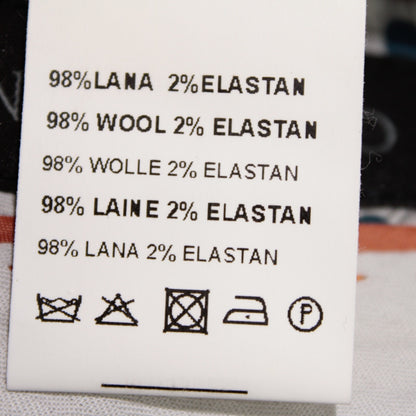 98%LANA 2%ELASTAN
98% WOOL 2% ELASTAN
98% WOLLE 2% ELASTAN
98% LAINE 2% ELASTAN
98% LANA 2% ELASTAN
P